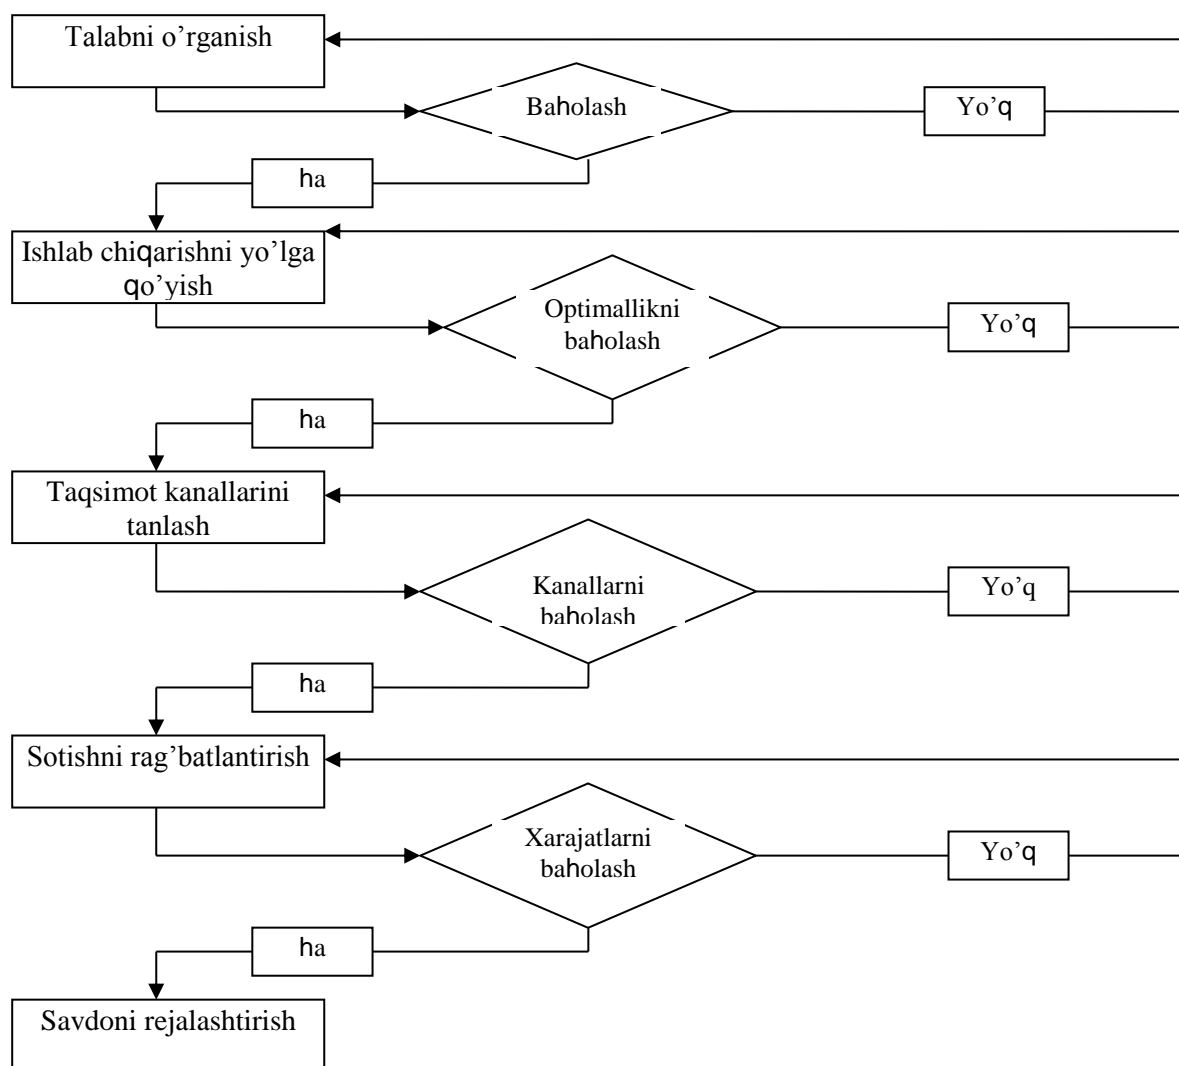 Talabni o’rganish
Baholash
Yo’q
ha
Ishlab chiqarishni yo’lga
qo’yish
Optimallikni
baholash
Yo’q
ha
Taqsimot kanallarini
tanlash
Kanallarni
baholash
Yo’q
ha
Sotishni rag’batlantirish
Xarajatlarni
baholash
Yo’q
ha
Savdoni rejalashtirish